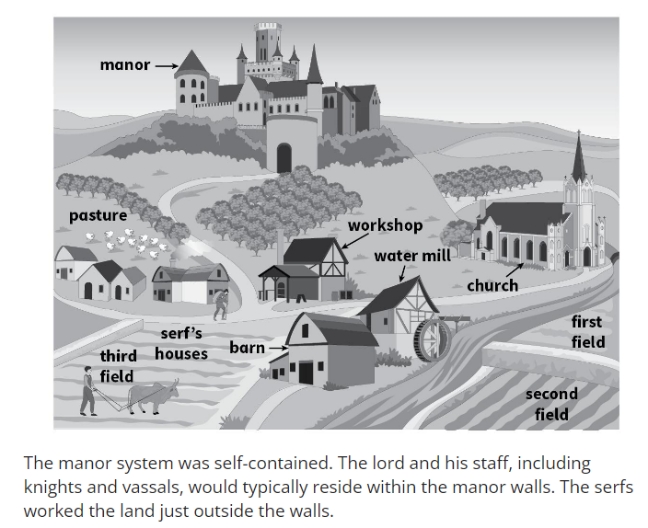 manor
pasture
workshop
water mill
church
serf's
houses
barn
third
field
first
field
second
field
The manor system was self-contained. The lord and his staff, including
knights and vassals, would typically reside within the manor walls. The serfs
worked the land just outside the walls.